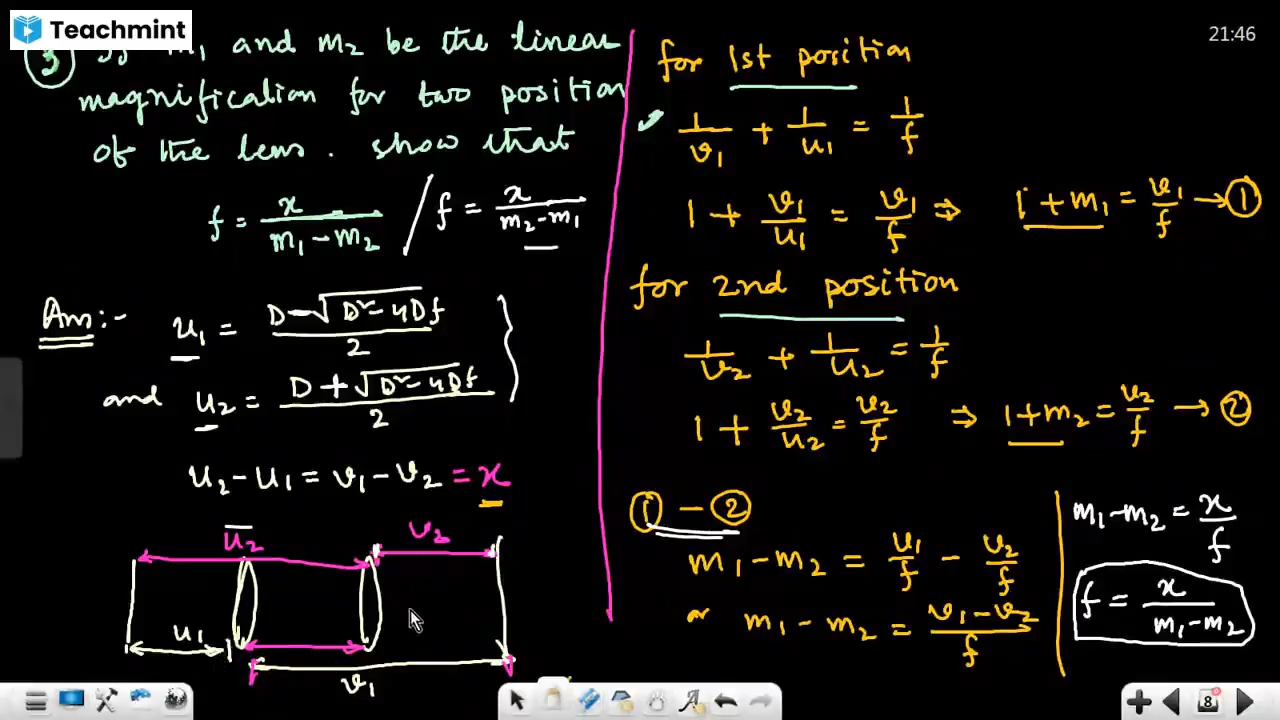 Teachmint
21:46
3 If m₁ and m₂ be the linear
magnification for two position
of the lens. show that
f = x / (m₁ - m₂) / f = x / (m₂ - m₁)
Ans:- u₁ = (D - √(D² - 4Df)) / 2
and u₂ = (D + √(D² - 4Df)) / 2
u₂ - u₁ = v₁ - v₂ = x
u₂ v₂
u₁
v₁
for 1st position
1/v₁ + 1/u₁ = 1/f
1 + v₁/u₁ = v₁/f ⇒ 1 + m₁ = v₁/f → ①
for 2nd position
1/v₂ + 1/u₂ = 1/f
1 + v₂/u₂ = v₂/f ⇒ 1 + m₂ = v₂/f → ②
① - ②
m₁ - m₂ = v₁/f - v₂/f
or m₁ - m₂ = (v₁ - v₂)/f
m₁ - m₂ = x/f
f = x / (m₁ - m₂)
8